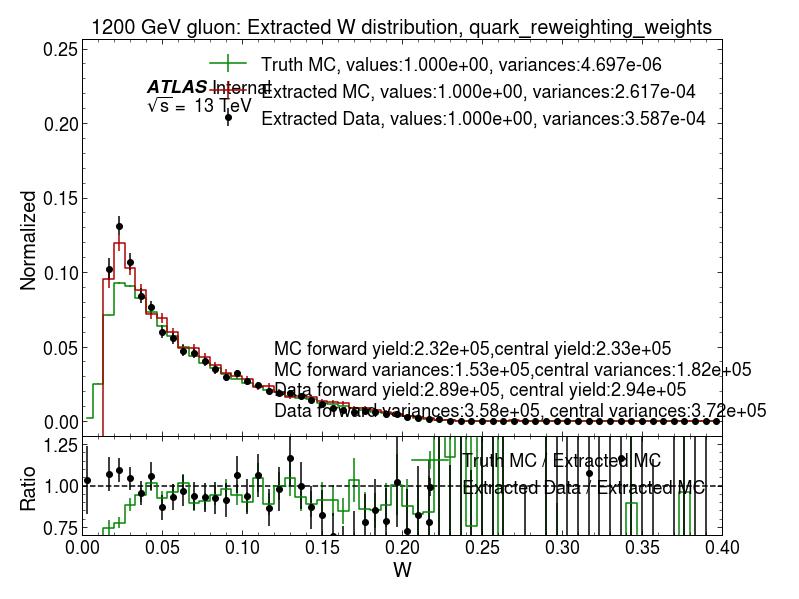 1200 GeV gluon: Extracted W distribution, quark_reweighting_weights
Truth MC, values:1.000e+00, variances:4.697e-06
ATLAS Internal
Extracted MC, values:1.000e+00, variances:2.617e-04
√s = 13 TeV
Extracted Data, values:1.000e+00, variances:3.587e-04
Normalized
0.25
0.20
0.15
0.10
0.05
0.00
MC forward yield:2.32e+05,central yield:2.33e+05
MC forward variances:1.53e+05,central variances:1.82e+05
Data forward yield:2.89e+05, central yield:2.94e+05
Data forward variances:3.58e+05, central variances:3.72e+05
Ratio
1.25
1.00
0.75
Truth MC / Extracted MC
Extracted Data / Extracted MC
0.00 0.05 0.10 0.15 0.20 0.25 0.30 0.35 0.40
W